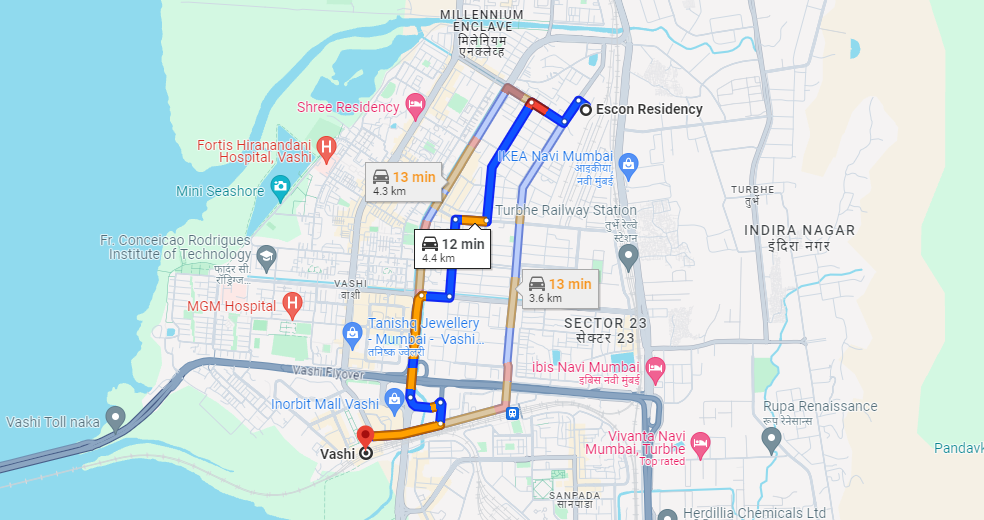 MILLENNIUM
ENCLAVE
मिलेनियम
एनक्लेव्ह
Shree Residency
Escon Residency
Fortis Hiranandani
Hospital, Vashi
IKEA Navi Mumbai
आइकीया,
नवी मुंबई
13 min
4.3 km
Mini Seashore
TURBHE
तुर्भे
Turbhe Railway Station
तुर्भे रेल्वे
स्टेशन
INDIRA NAGAR
इंदिरा नगर
Fr. Conceicao Rodrigues
Institute of Technology
फादर सी.
रॉड्रिग्ज...
12 min
4.4 km
VASHI
वाशी
13 min
3.6 km
MGM Hospital
Tanishq Jewellery
- Mumbai - Vashi...
तनिष्क ज्वेलरी
SECTOR 23
सेक्टर 23
Vashi Flyover
ibis Navi Mumbai
इबिस नवी मुंबई
Inorbit Mall Vashi
Rupa Renaissance
रूपे रेनेसान्स
Vashi Toll naka
Vivanta Navi
Mumbai, Turbhe
Top rated
Pandavk
Vashi
SANPADA
सानपाडा
Herdillia Chemicals Ltd